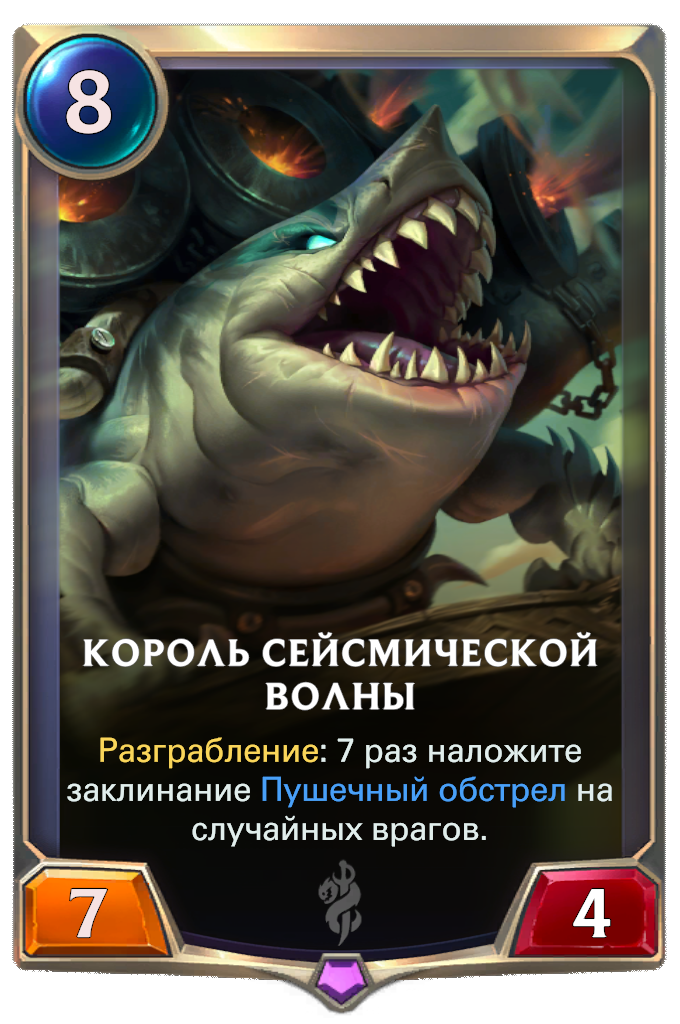 8
КОРОЛЬ СЕЙСМИЧЕСКОЙ
ВОЛНЫ
Разграбление: 7 раз наложите
заклинание Пушечный обстрел на
случайных врагов.
7
4